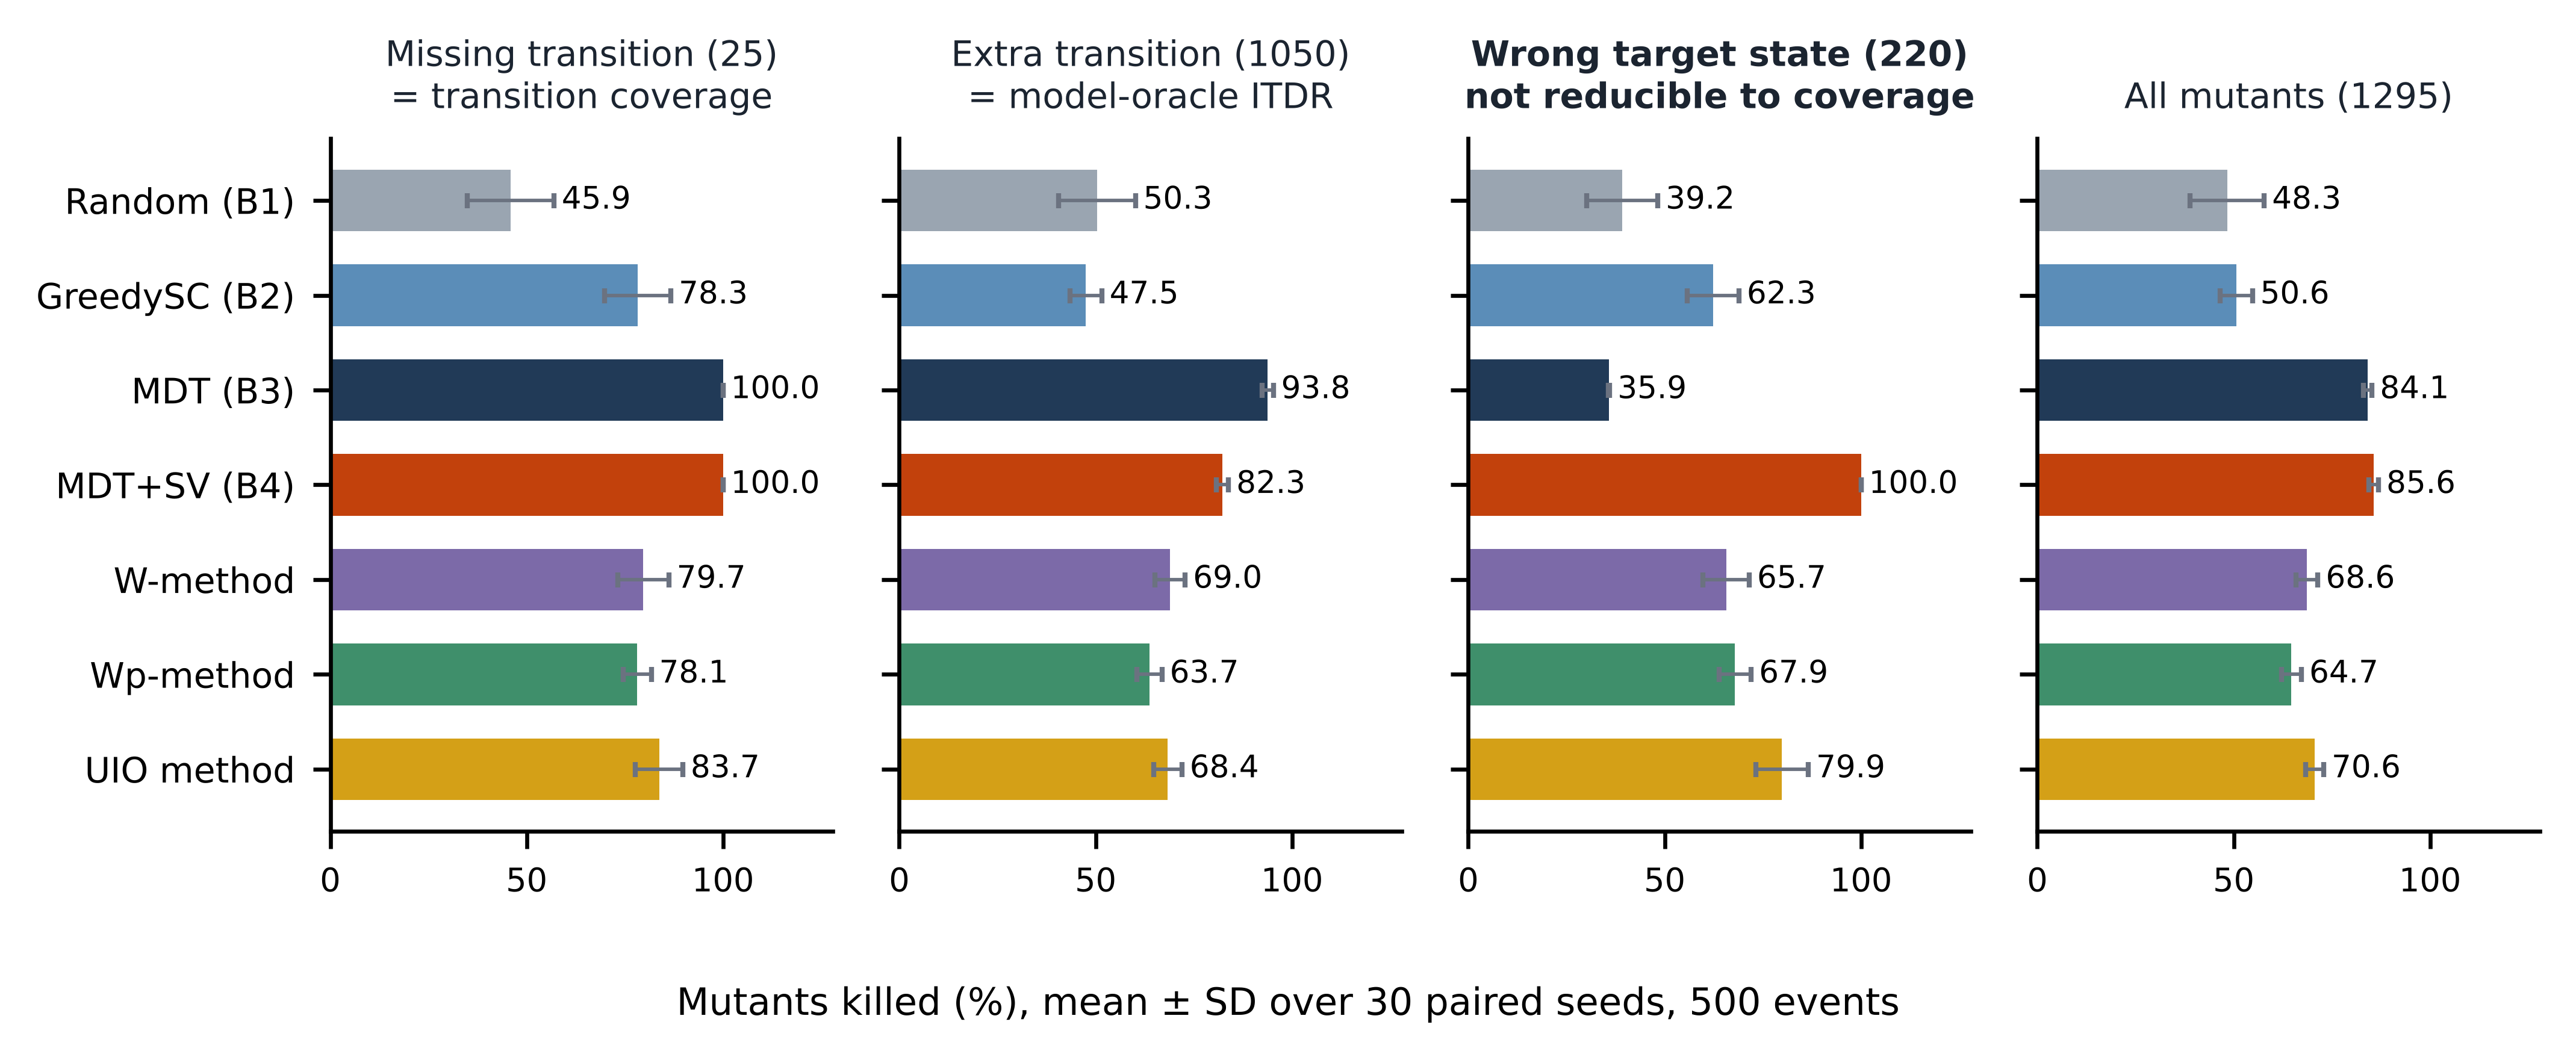 Missing transition (25)
= transition coverage
Extra transition (1050)
= model-oracle ITDR
Wrong target state (220)
not reducible to coverage
All mutants (1295)
Random (B1)
45.9
50.3
39.2
48.3
GreedySC (B2)
78.3
47.5
62.3
50.6
MDT (B3)
100.0
93.8
35.9
84.1
MDT+SV (B4)
100.0
82.3
100.0
85.6
W-method
79.7
69.0
65.7
68.6
Wp-method
78.1
63.7
67.9
64.7
UIO method
83.7
68.4
79.9
70.6
0 50 100
0 50 100
0 50 100
0 50 100
Mutants killed (%), mean ± SD over 30 paired seeds, 500 events